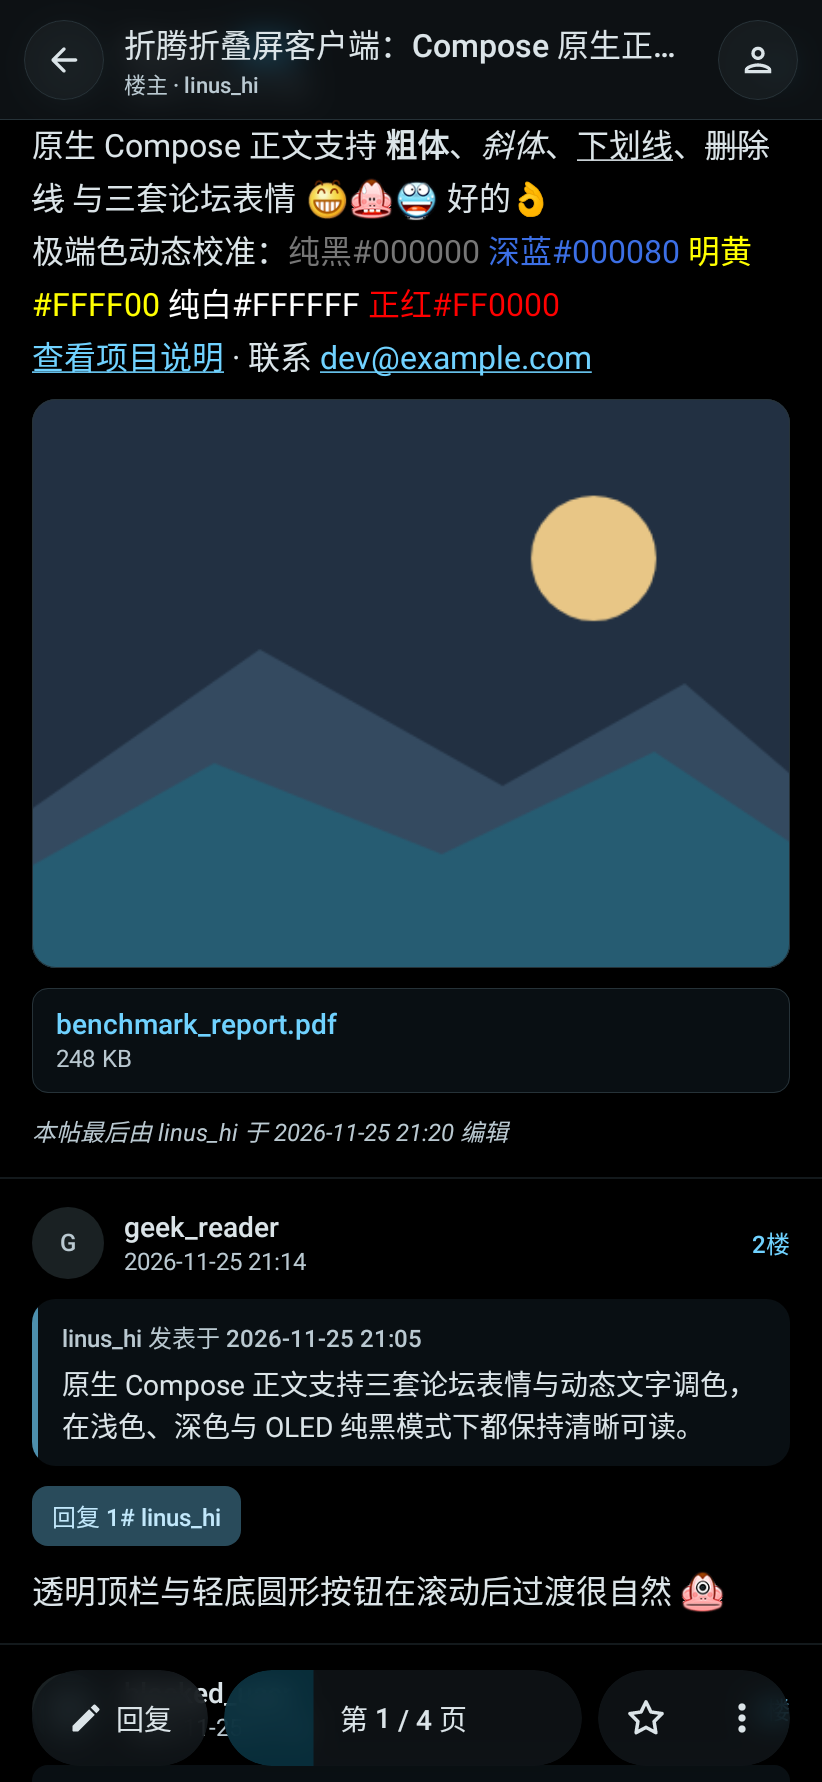 折腾折叠屏客户端：Compose 原生正...
楼主 · linus_hi
原生 Compose 正文支持 粗体、斜体、下划线、删除
线 与三套论坛表情 😁 好的👌
极端色动态校准：纯黑#000000 深蓝#000080 明黄
#FFFF00 纯白#FFFFFF 正红#FF0000
查看项目说明 · 联系 dev@example.com
benchmark_report.pdf
248 KB
本帖最后由 linus_hi 于 2026-11-25 21:20 编辑
G
geek_reader
2026-11-25 21:14
2楼
linus_hi 发表于 2026-11-25 21:05
原生 Compose 正文支持三套论坛表情与动态文字调色，
在浅色、深色与 OLED 纯黑模式下都保持清晰可读。
回复 1# linus_hi
透明顶栏与轻底圆形按钮在滚动后过渡很自然
回复
第 1 / 4 页